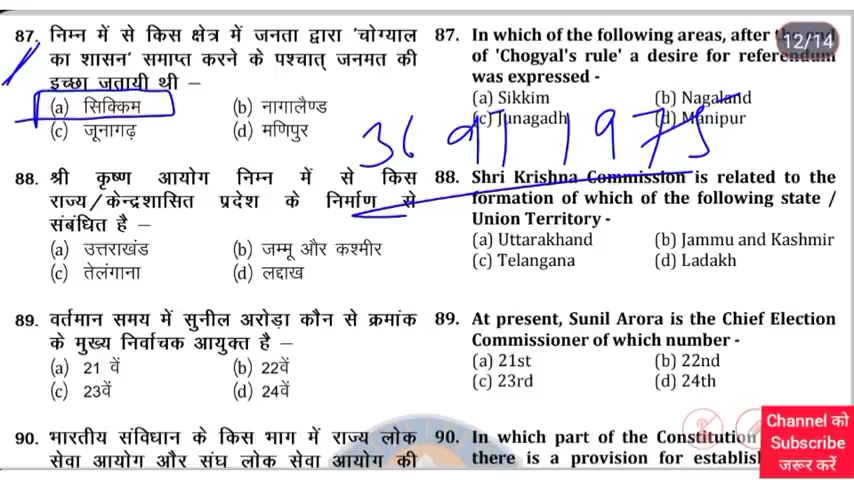 87. निम्न में से किस क्षेत्र में जनता द्वारा 'चोग्याल
का शासन' समाप्त करने के पश्चात् जनमत की
इच्छा जतायी थी –
(a) सिक्किम (b) नागालैण्ड
(c) जूनागढ़ (d) मणिपुर
88. श्री कृष्ण आयोग निम्न में से किस
राज्य/केन्द्रशासित प्रदेश के निर्माण से
संबंधित है –
(a) उत्तराखंड (b) जम्मू और कश्मीर
(c) तेलंगाना (d) लद्दाख
89. वर्तमान समय में सुनील अरोड़ा कौन से क्रमांक
के मुख्य निर्वाचक आयुक्त है –
(a) 21 वें (b) 22वें
(c) 23वें (d) 24वें
90. भारतीय संविधान के किस भाग में राज्य लोक
सेवा आयोग और संघ लोक सेवा आयोग की
87. In which of the following areas, after the end
of 'Chogyal's rule' a desire for referendum
was expressed -
(a) Sikkim (b) Nagaland
(c) Junagadh (d) Manipur
36 1975
88. Shri Krishna Commission is related to the
formation of which of the following state /
Union Territory -
(a) Uttarakhand (b) Jammu and Kashmir
(c) Telangana (d) Ladakh
89. At present, Sunil Arora is the Chief Election
Commissioner of which number -
(a) 21st (b) 22nd
(c) 23rd (d) 24th
90. In which part of the Constitution
there is a provision for establis
12/14
Channel को
Subscribe
जरूर करें